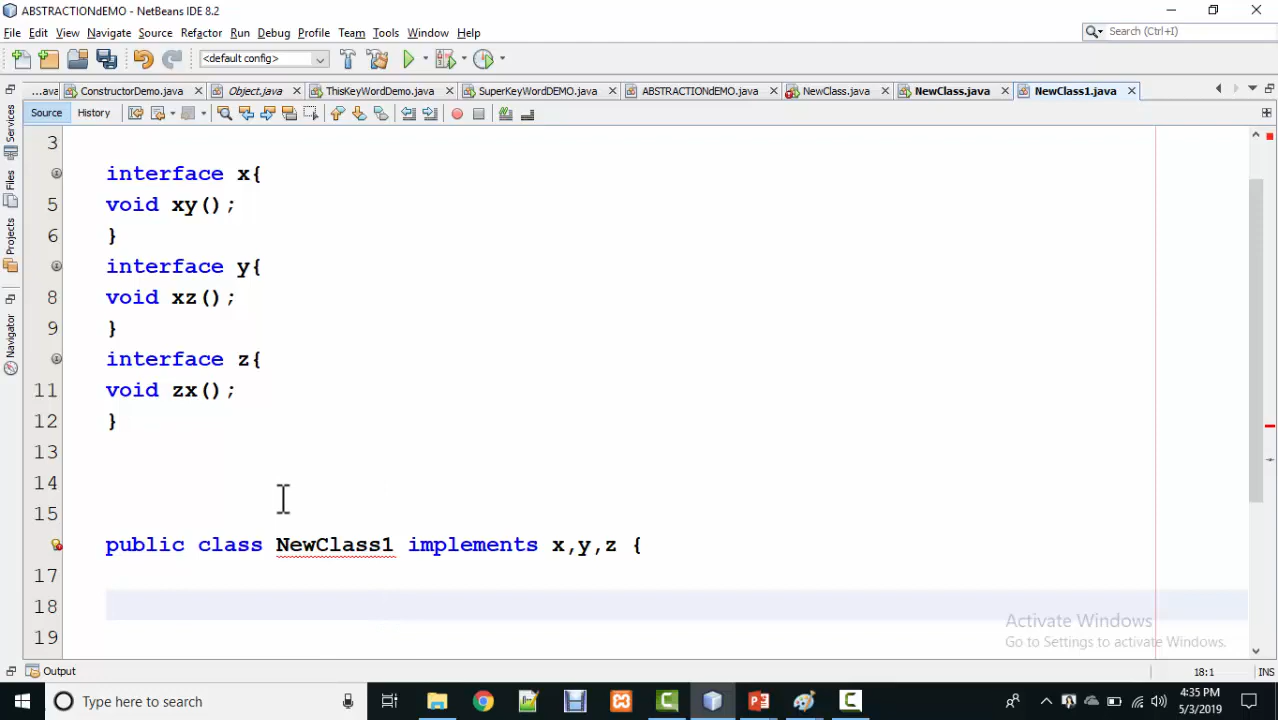 ABSTRACTIONdEMO - NetBeans IDE 8.2
File Edit View Navigate Source Refactor Run Debug Profile Team Tools Window Help
Search (Ctrl+I)
<default config>
...ava ConstructorDemo.java Object.java ThisKeyWordDemo.java SuperKeyWordDEMO.java ABSTRACTIONdEMO.java NewClass.java NewClass.java NewClass1.java
Source History
Services
Files
Projects
Navigator
3
interface x{
5 void xy();
6 }
interface y{
8 void xz();
9 }
interface z{
11 void zx();
12 }
13
14
15
public class NewClass1 implements x,y,z {
17
18
19
Activate Windows
Go to Settings to activate Windows.
Output
18:1 INS
Type here to search
4:35 PM
5/3/2019